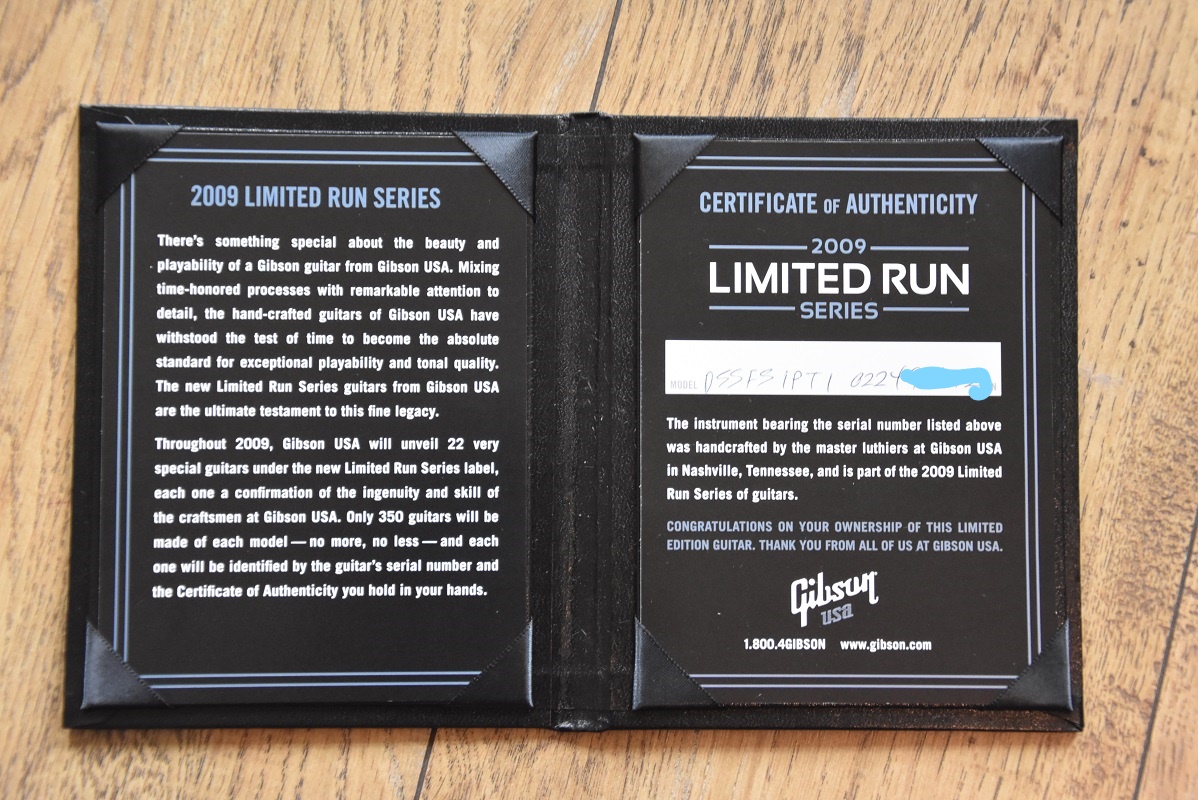 2009 LIMITED RUN SERIES
There's something special about the beauty and
playability of a Gibson guitar from Gibson USA. Mixing
time-honored processes with remarkable attention to
detail, the hand-crafted guitars of Gibson USA have
withstood the test of time to become the absolute
standard for exceptional playability and tonal quality.
The new Limited Run Series guitars from Gibson USA
are the ultimate testament to this fine legacy.
Throughout 2009, Gibson USA will unveil 22 very
special guitars under the new Limited Run Series label,
each one a confirmation of the ingenuity and skill of
the craftsmen at Gibson USA. Only 350 guitars will be
made of each model — no more, no less — and each
one will be identified by the guitar's serial number and
the Certificate of Authenticity you hold in your hands.
CERTIFICATE OF AUTHENTICITY
2009
LIMITED RUN
SERIES
MODEL DSSFSIPT1 0224
The instrument bearing the serial number listed above
was handcrafted by the master luthiers at Gibson USA
in Nashville, Tennessee, and is part of the 2009 Limited
Run Series of guitars.
CONGRATULATIONS ON YOUR OWNERSHIP OF THIS LIMITED
EDITION GUITAR. THANK YOU FROM ALL OF US AT GIBSON USA.
Gibson
usa
1.800.4GIBSON www.gibson.com